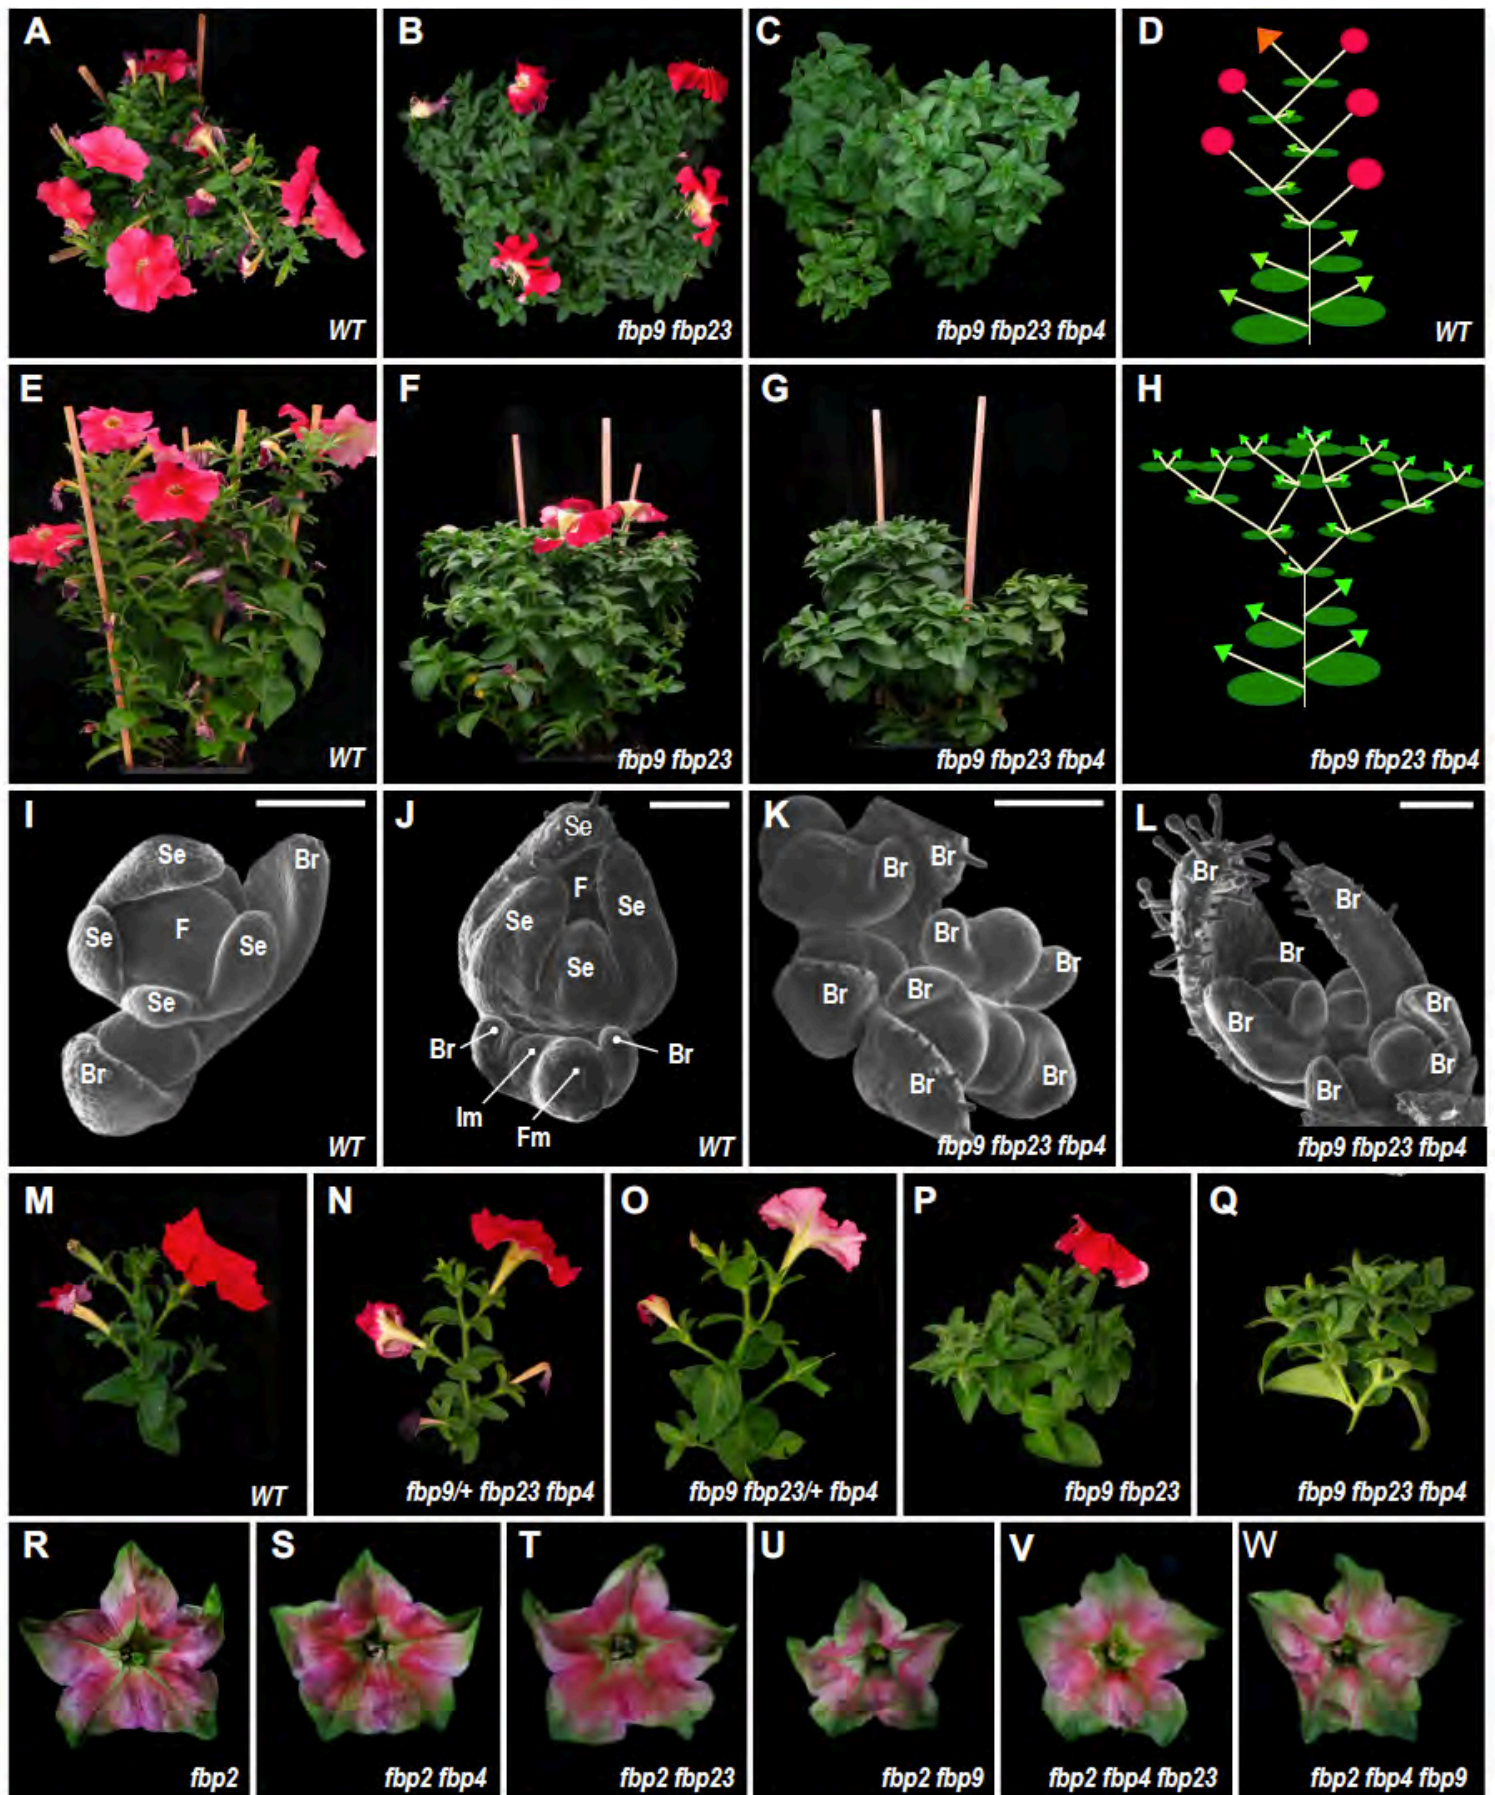 A B C D
WT fbp9 fbp23 fbp9 fbp23 fbp4 WT
E F G H
WT fbp9 fbp23 fbp9 fbp23 fbp4 fbp9 fbp23 fbp4
I J K L
Se Br F Se Se Se Br WT
Se F Se Se Se Br Br Im Fm WT
Br Br Br Br Br Br Br Br fbp9 fbp23 fbp4
Br Br Br Br Br Br Br fbp9 fbp23 fbp4
M N O P Q
WT fbp9/+ fbp23 fbp4 fbp9 fbp23/+ fbp4 fbp9 fbp23 fbp9 fbp23 fbp4
R S T U V W
fbp2 fbp2 fbp4 fbp2 fbp23 fbp2 fbp9 fbp2 fbp4 fbp23 fbp2 fbp4 fbp9